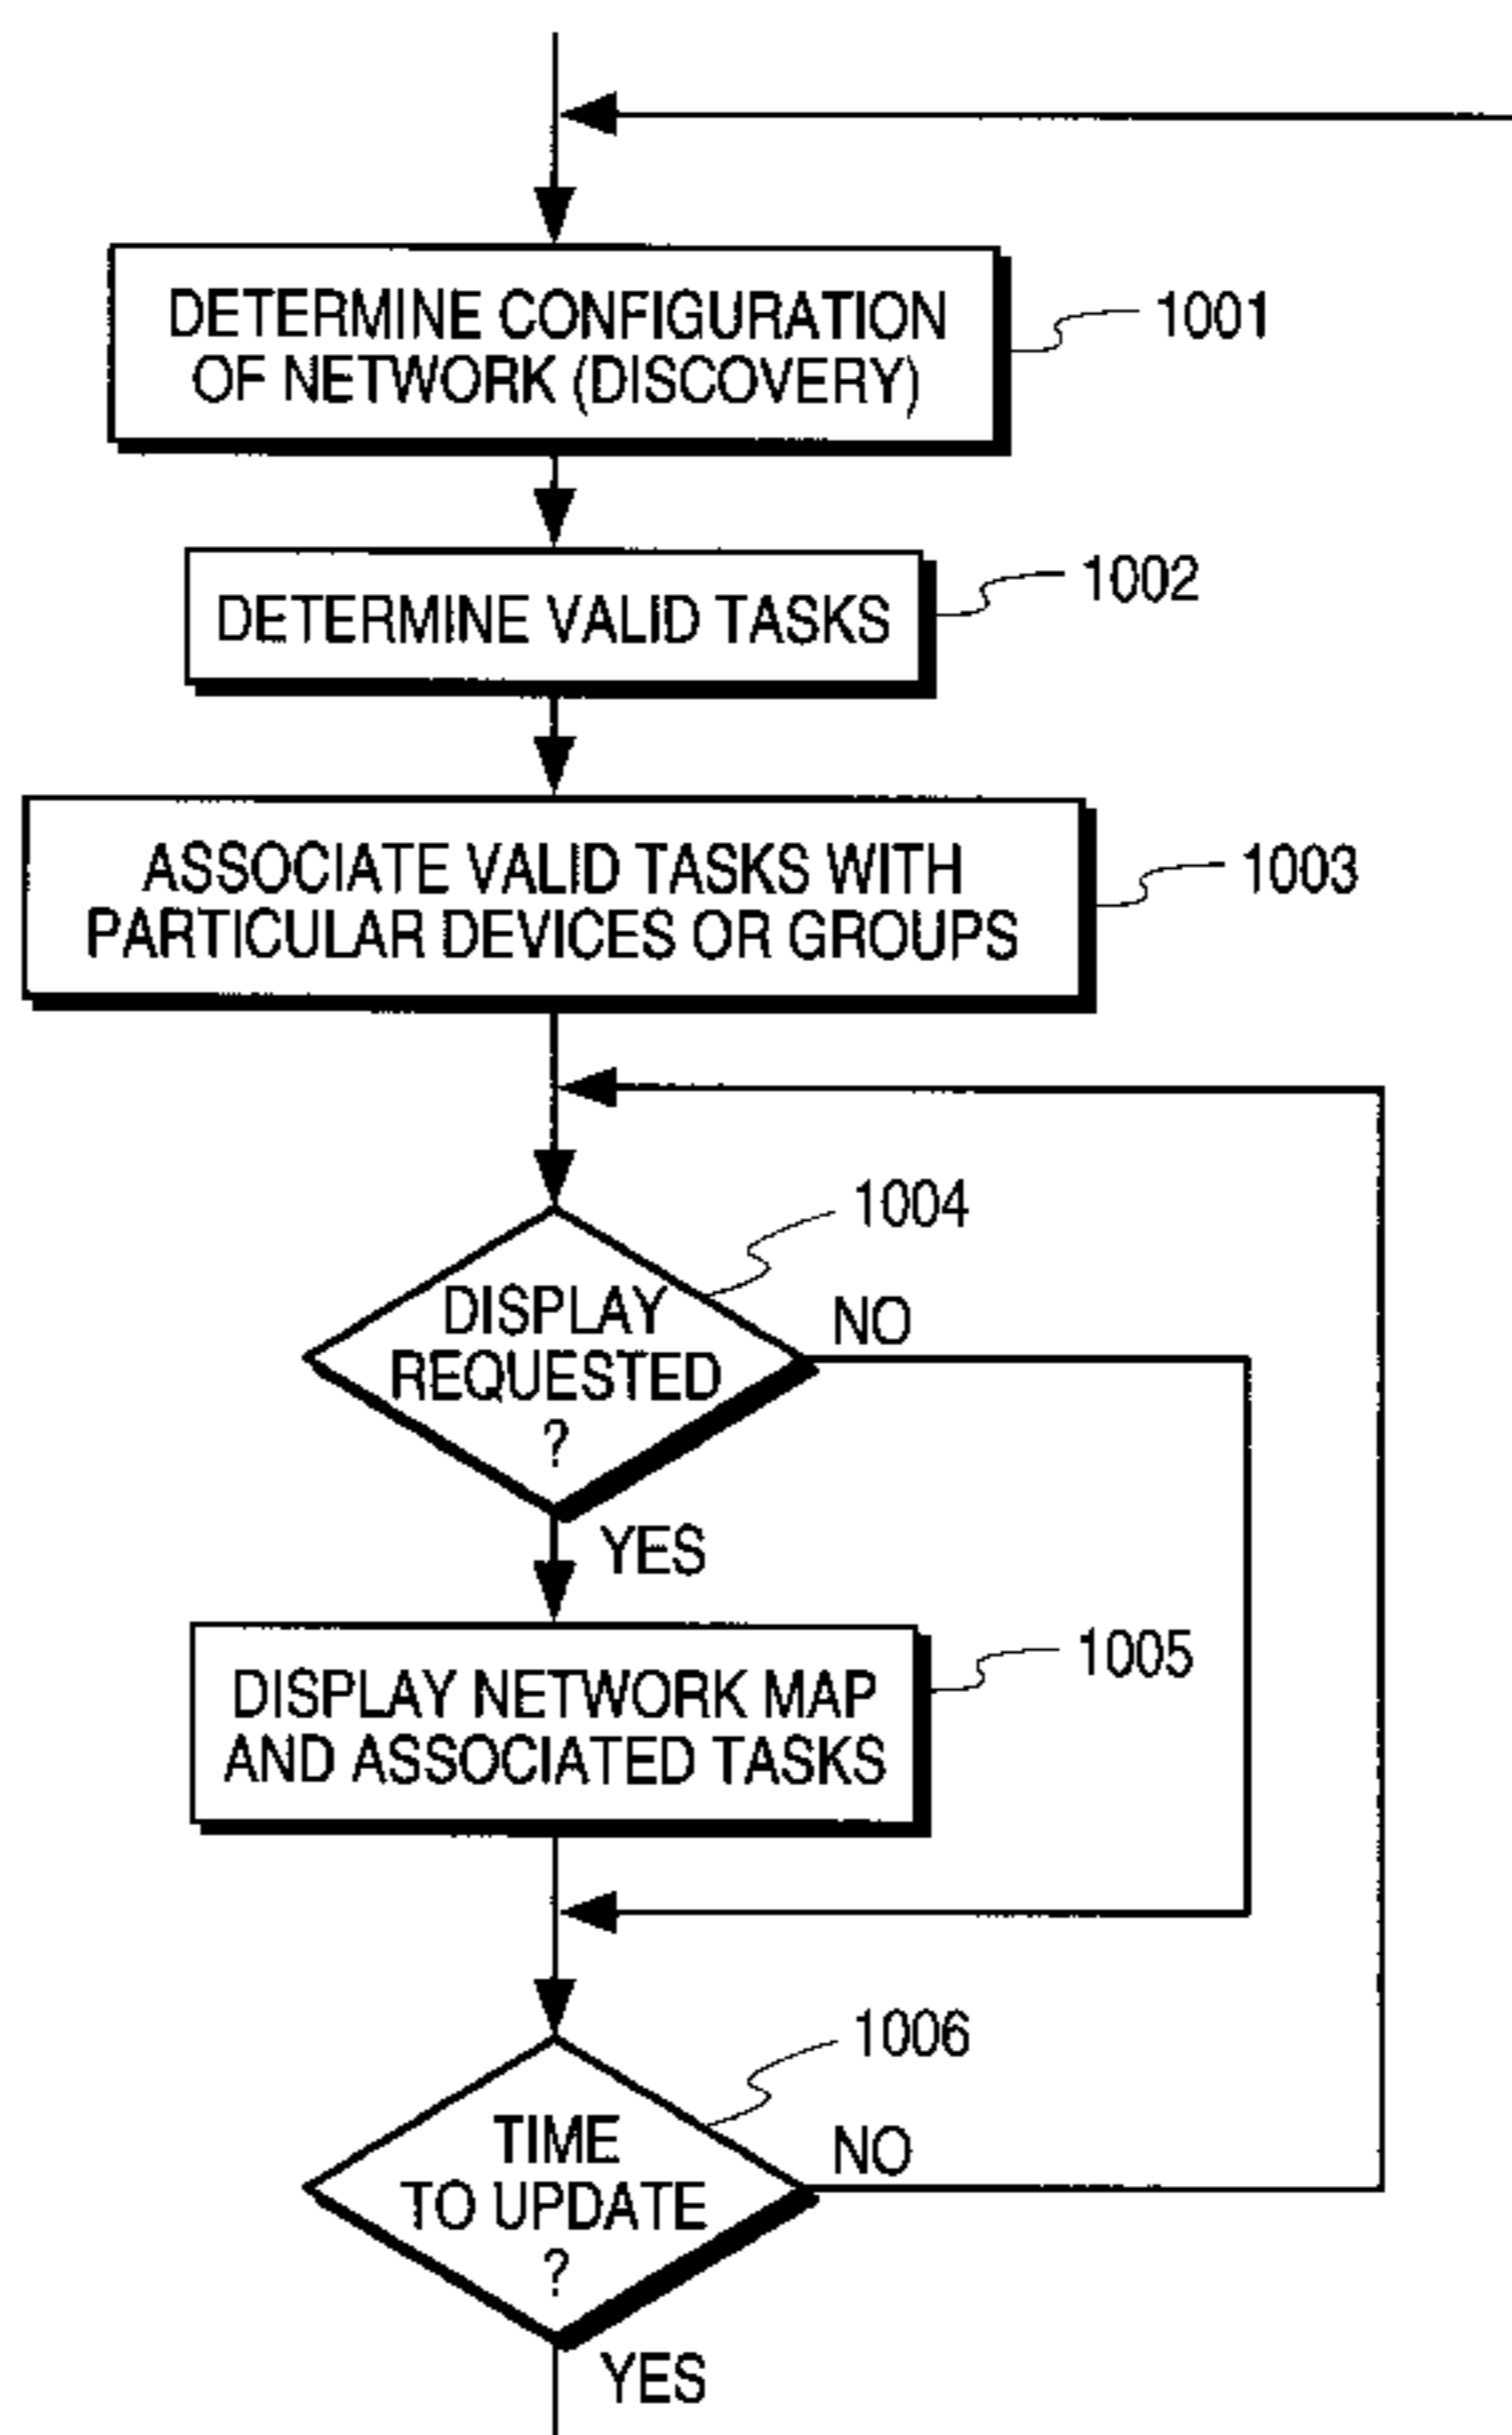 DETERMINE CONFIGURATION
OF NETWORK (DISCOVERY)
1001
DETERMINE VALID TASKS
1002
ASSOCIATE VALID TASKS WITH
PARTICULAR DEVICES OR GROUPS
1003
1004
DISPLAY
REQUESTED
?
NO
YES
DISPLAY NETWORK MAP
AND ASSOCIATED TASKS
1005
1006
TIME
TO UPDATE
?
NO
YES